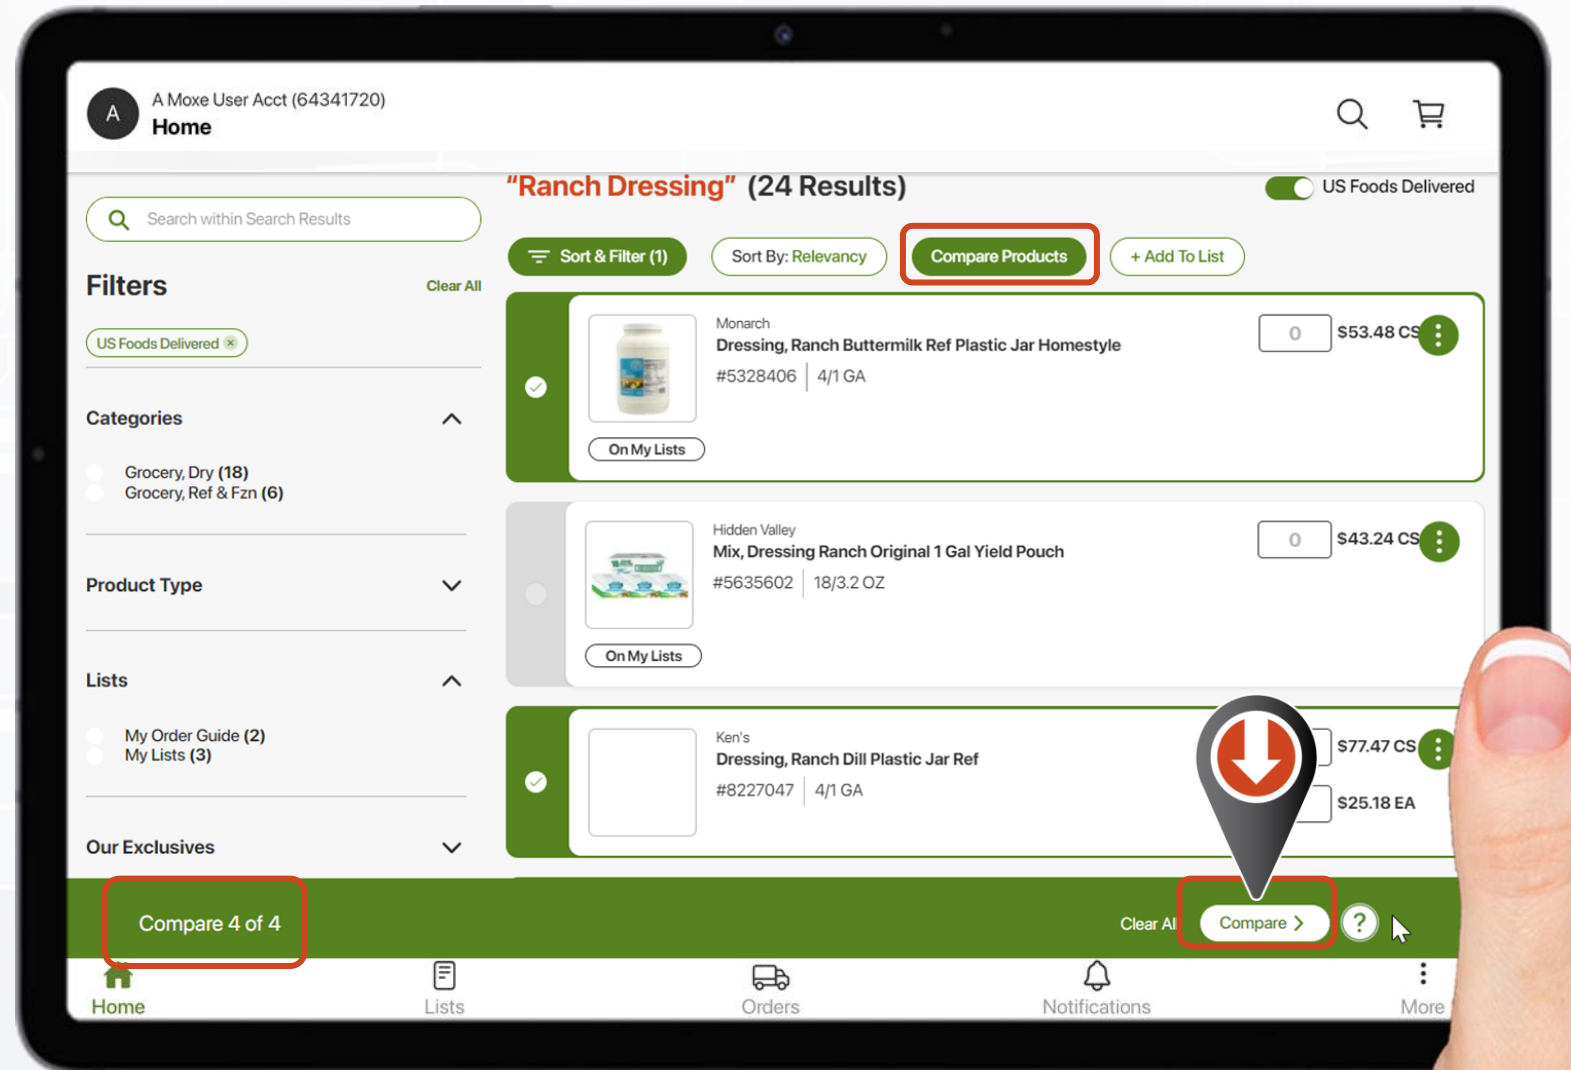 A
A Moxe User Acct (64341720)
Home
Search within Search Results
Filters
Clear All
US Foods Delivered
Categories
Grocery, Dry (18)
Grocery, Ref & Fzn (6)
Product Type
Lists
My Order Guide (2)
My Lists (3)
Our Exclusives
“Ranch Dressing” (24 Results)
US Foods Delivered
Sort & Filter (1)
Sort By: Relevancy
Compare Products
+ Add To List
Monarch
Dressing, Ranch Buttermilk Ref Plastic Jar Homestyle
#5328406 | 4/1 GA
On My Lists
0
$53.48 CS
Hidden Valley
Mix, Dressing Ranch Original 1 Gal Yield Pouch
#5635602 | 18/3.2 OZ
On My Lists
0
$43.24 CS
Ken's
Dressing, Ranch Dill Plastic Jar Ref
#8227047 | 4/1 GA
$77.47 CS
$25.18 EA
Compare 4 of 4
Clear All
Compare >
?
Home
Lists
Orders
Notifications
More